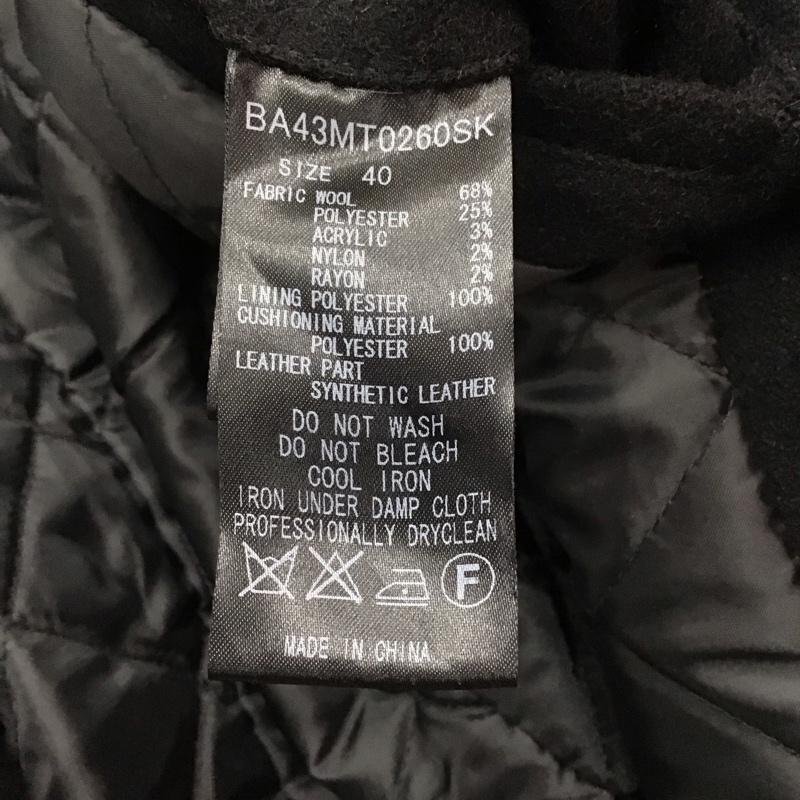 BA43MT0260SK
SIZE 40
FABRIC WOOL 68%
POLYESTER 25%
ACRYLIC 3%
NYLON 2%
RAYON 2%
LINING POLYESTER 100%
CUSHIONING MATERIAL
POLYESTER 100%
LEATHER PART
SYNTHETIC LEATHER
DO NOT WASH
DO NOT BLEACH
COOL IRON
IRON UNDER DAMP CLOTH
PROFESSIONALLY DRYCLEAN
F
MADE IN CHINA